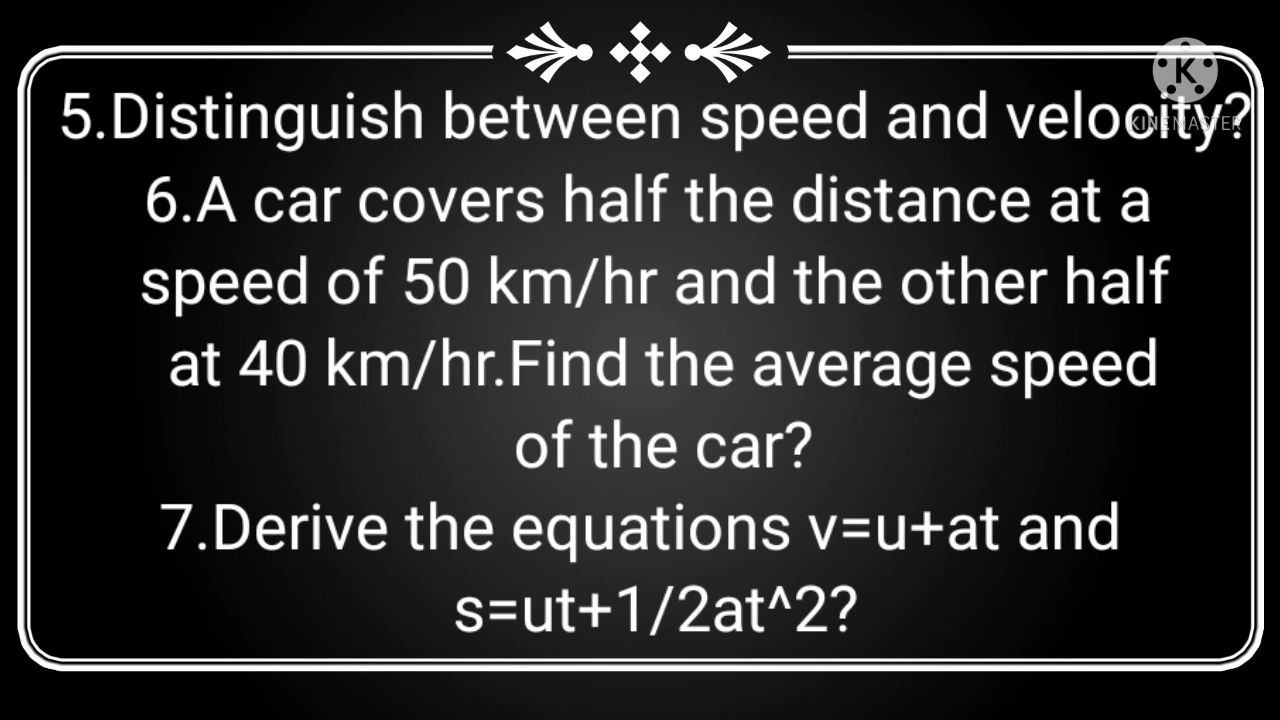 K
KINEMASTER
5.Distinguish between speed and velocity?
6.A car covers half the distance at a
speed of 50 km/hr and the other half
at 40 km/hr.Find the average speed
of the car?
7.Derive the equations v=u+at and
s=ut+1/2at^2?